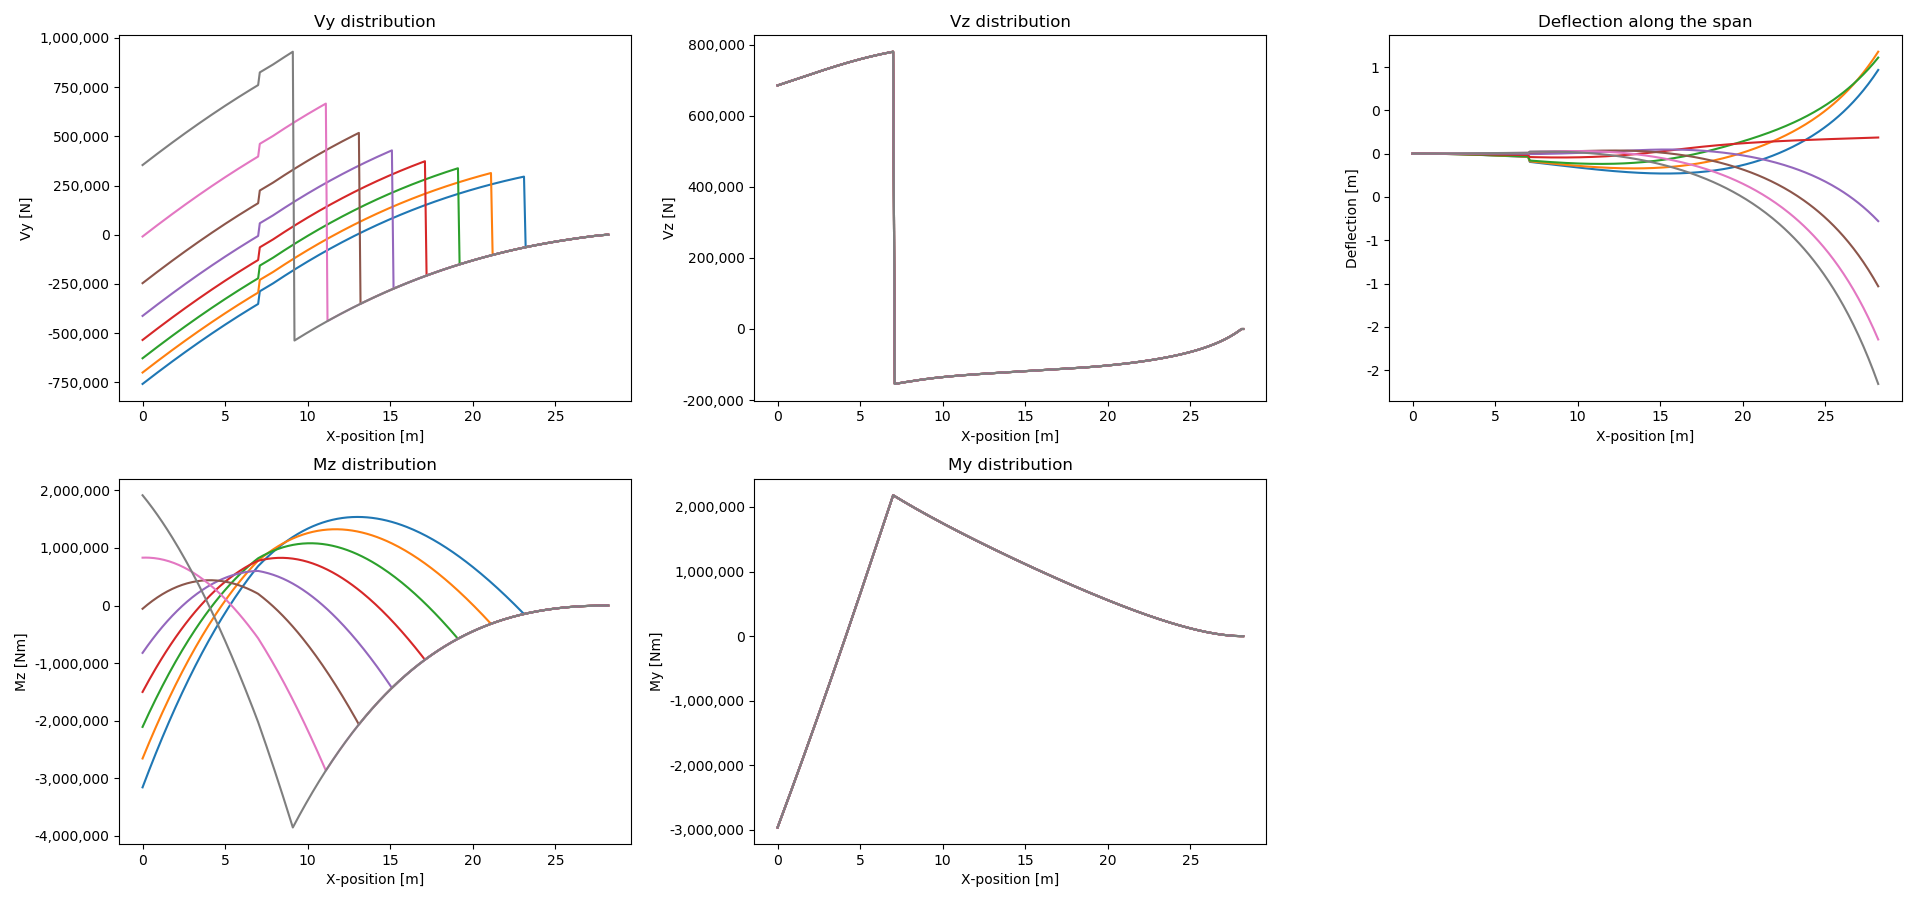 Vy distribution
1,000,000
750,000
500,000
250,000
0
-250,000
-500,000
-750,000
Vy [N]
0 5 10 15 20 25
X-position [m]
Vz distribution
800,000
600,000
400,000
200,000
0
-200,000
Vz [N]
0 5 10 15 20 25
X-position [m]
Deflection along the span
1
0
0
0
-1
-1
-2
-2
Deflection [m]
0 5 10 15 20 25
X-position [m]
Mz distribution
2,000,000
1,000,000
0
-1,000,000
-2,000,000
-3,000,000
-4,000,000
Mz [Nm]
0 5 10 15 20 25
X-position [m]
My distribution
2,000,000
1,000,000
0
-1,000,000
-2,000,000
-3,000,000
My [Nm]
0 5 10 15 20 25
X-position [m]